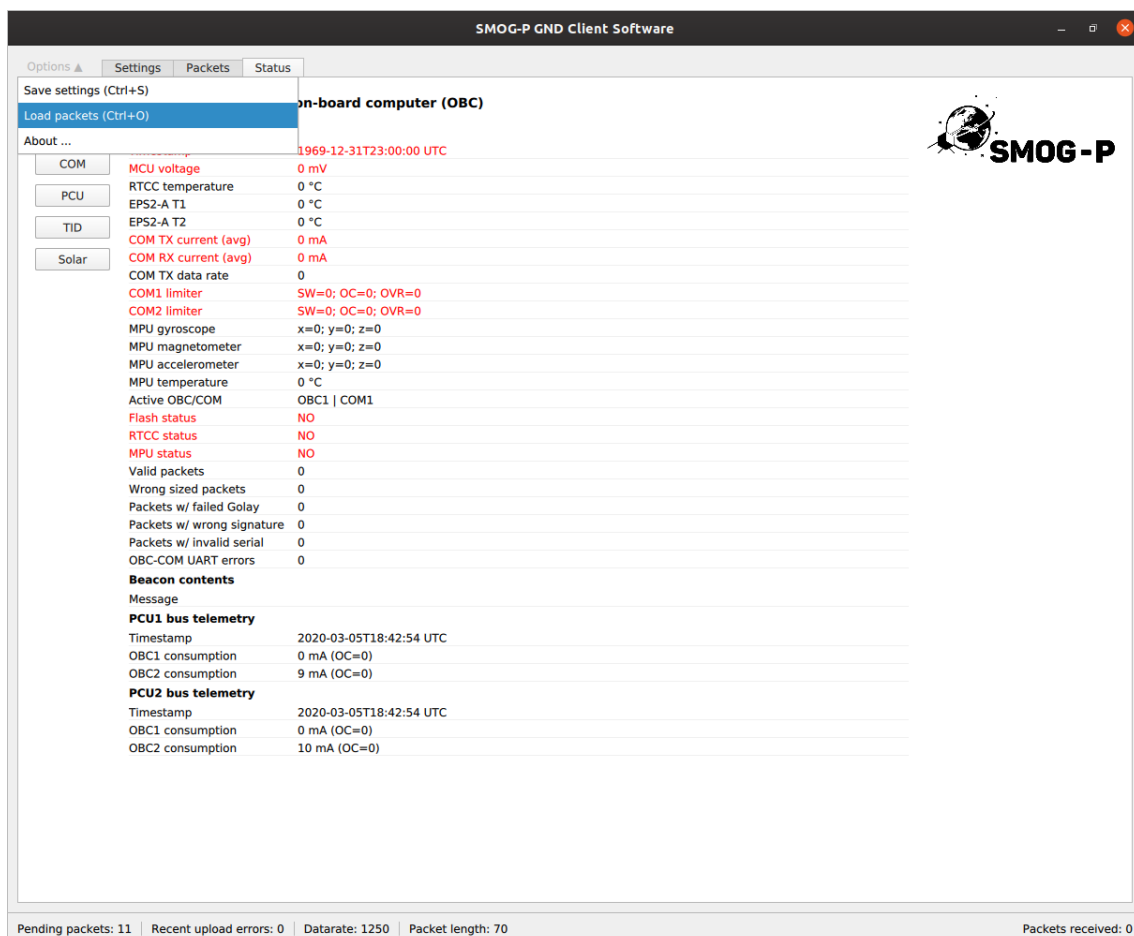 SMOG-P GND Client Software
Options ▲ Settings Packets Status
Save settings (Ctrl+S)
Load packets (Ctrl+O)
About ...
on-board computer (OBC)
SMOG-P
COM
PCU
TID
Solar
1969-12-31T23:00:00 UTC
MCU voltage 0 mV
RTCC temperature 0 °C
EPS2-A T1 0 °C
EPS2-A T2 0 °C
COM TX current (avg) 0 mA
COM RX current (avg) 0 mA
COM TX data rate 0
COM1 limiter SW=0; OC=0; OVR=0
COM2 limiter SW=0; OC=0; OVR=0
MPU gyroscope x=0; y=0; z=0
MPU magnetometer x=0; y=0; z=0
MPU accelerometer x=0; y=0; z=0
MPU temperature 0 °C
Active OBC/COM OBC1 | COM1
Flash status NO
RTCC status NO
MPU status NO
Valid packets 0
Wrong sized packets 0
Packets w/ failed Golay 0
Packets w/ wrong signature 0
Packets w/ invalid serial 0
OBC-COM UART errors 0
Beacon contents
Message
PCU1 bus telemetry
Timestamp 2020-03-05T18:42:54 UTC
OBC1 consumption 0 mA (OC=0)
OBC2 consumption 9 mA (OC=0)
PCU2 bus telemetry
Timestamp 2020-03-05T18:42:54 UTC
OBC1 consumption 0 mA (OC=0)
OBC2 consumption 10 mA (OC=0)
Pending packets: 11 Recent upload errors: 0 Datarate: 1250 Packet length: 70 Packets received: 0